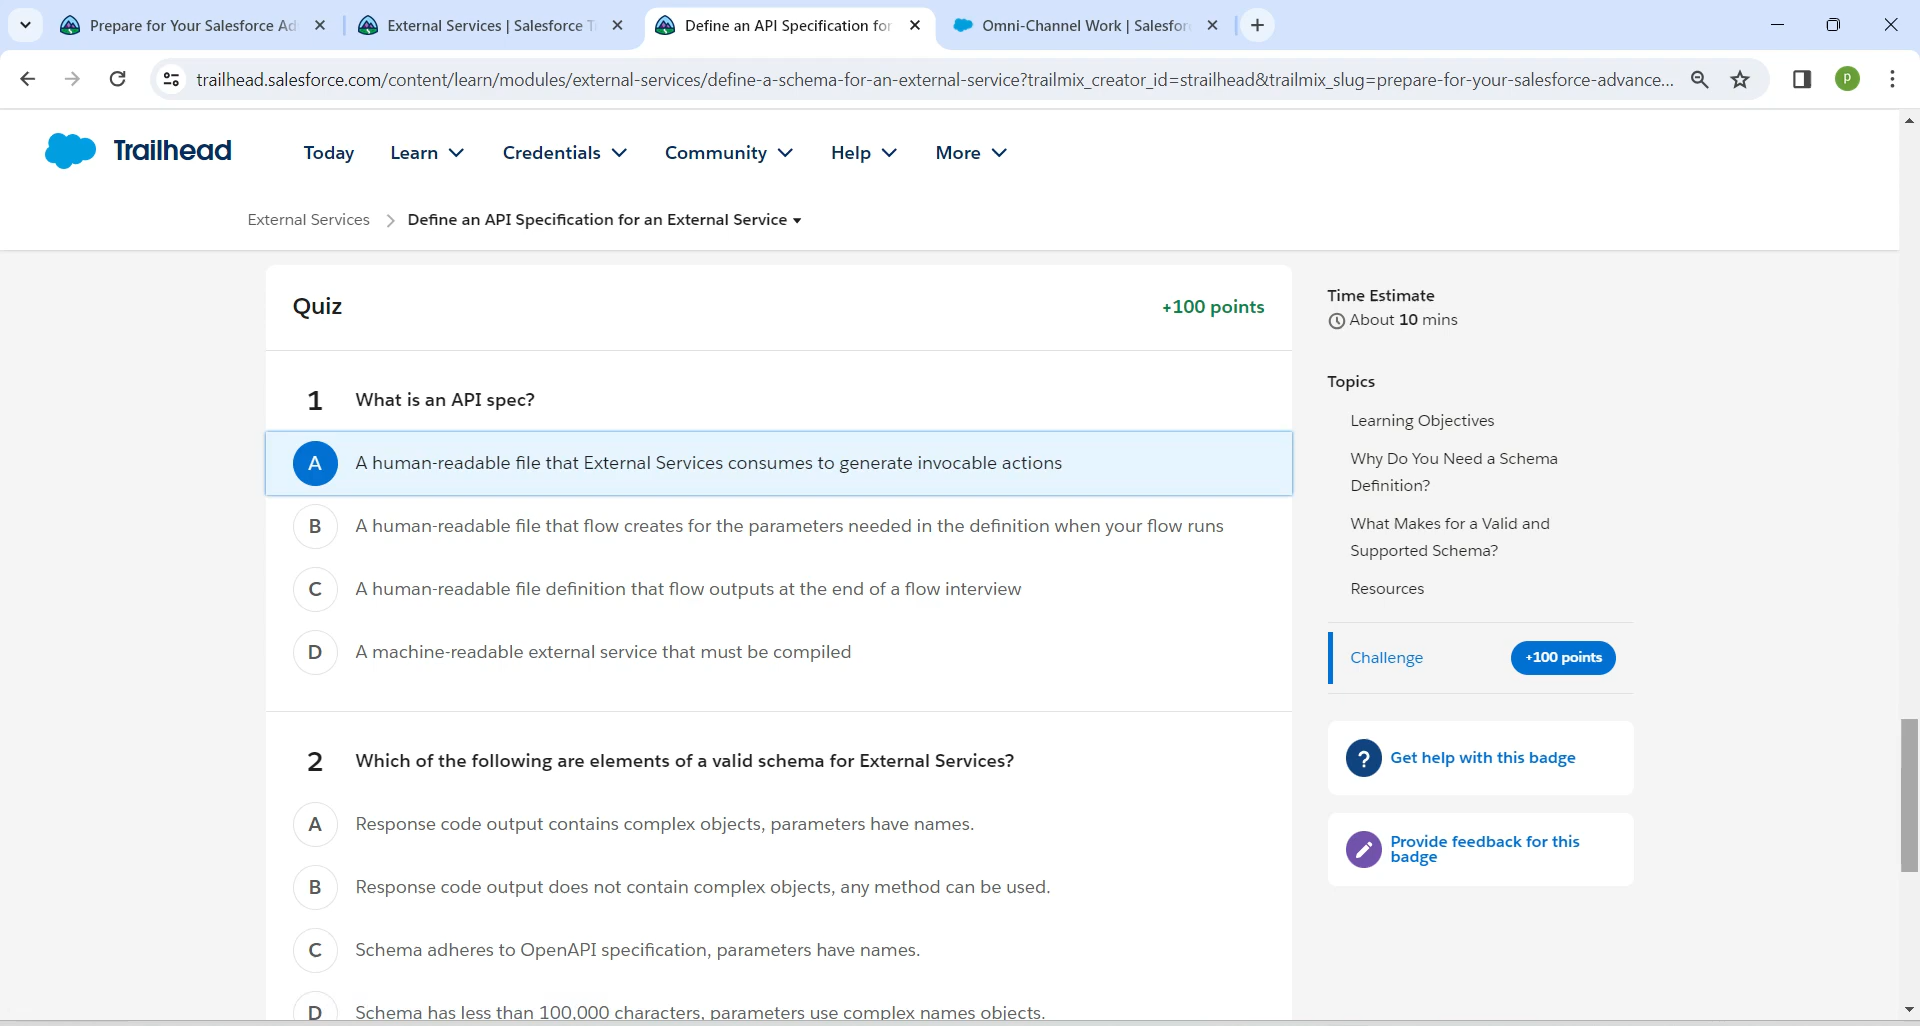 Prepare for Your Salesforce Ad
External Services | Salesforce T
Define an API Specification for
Omni-Channel Work | Salesfor
trailhead.salesforce.com/content/learn/modules/external-services/define-a-schema-for-an-external-service?trailmix_creator_id=strailhead&trailmix_slug=prepare-for-your-salesforce-advance...
P
Trailhead
Today
Learn
Credentials
Community
Help
More
External Services > Define an API Specification for an External Service
Quiz
+100 points
1 What is an API spec?
A A human-readable file that External Services consumes to generate invocable actions
B A human-readable file that flow creates for the parameters needed in the definition when your flow runs
C A human-readable file definition that flow outputs at the end of a flow interview
D A machine-readable external service that must be compiled
2 Which of the following are elements of a valid schema for External Services?
A Response code output contains complex objects, parameters have names.
B Response code output does not contain complex objects, any method can be used.
C Schema adheres to OpenAPI specification, parameters have names.
D Schema has less than 100,000 characters, parameters use complex names objects.
Time Estimate
About 10 mins
Topics
Learning Objectives
Why Do You Need a Schema
Definition?
What Makes for a Valid and
Supported Schema?
Resources
Challenge
+100 points
? Get help with this badge
Provide feedback for this
badge